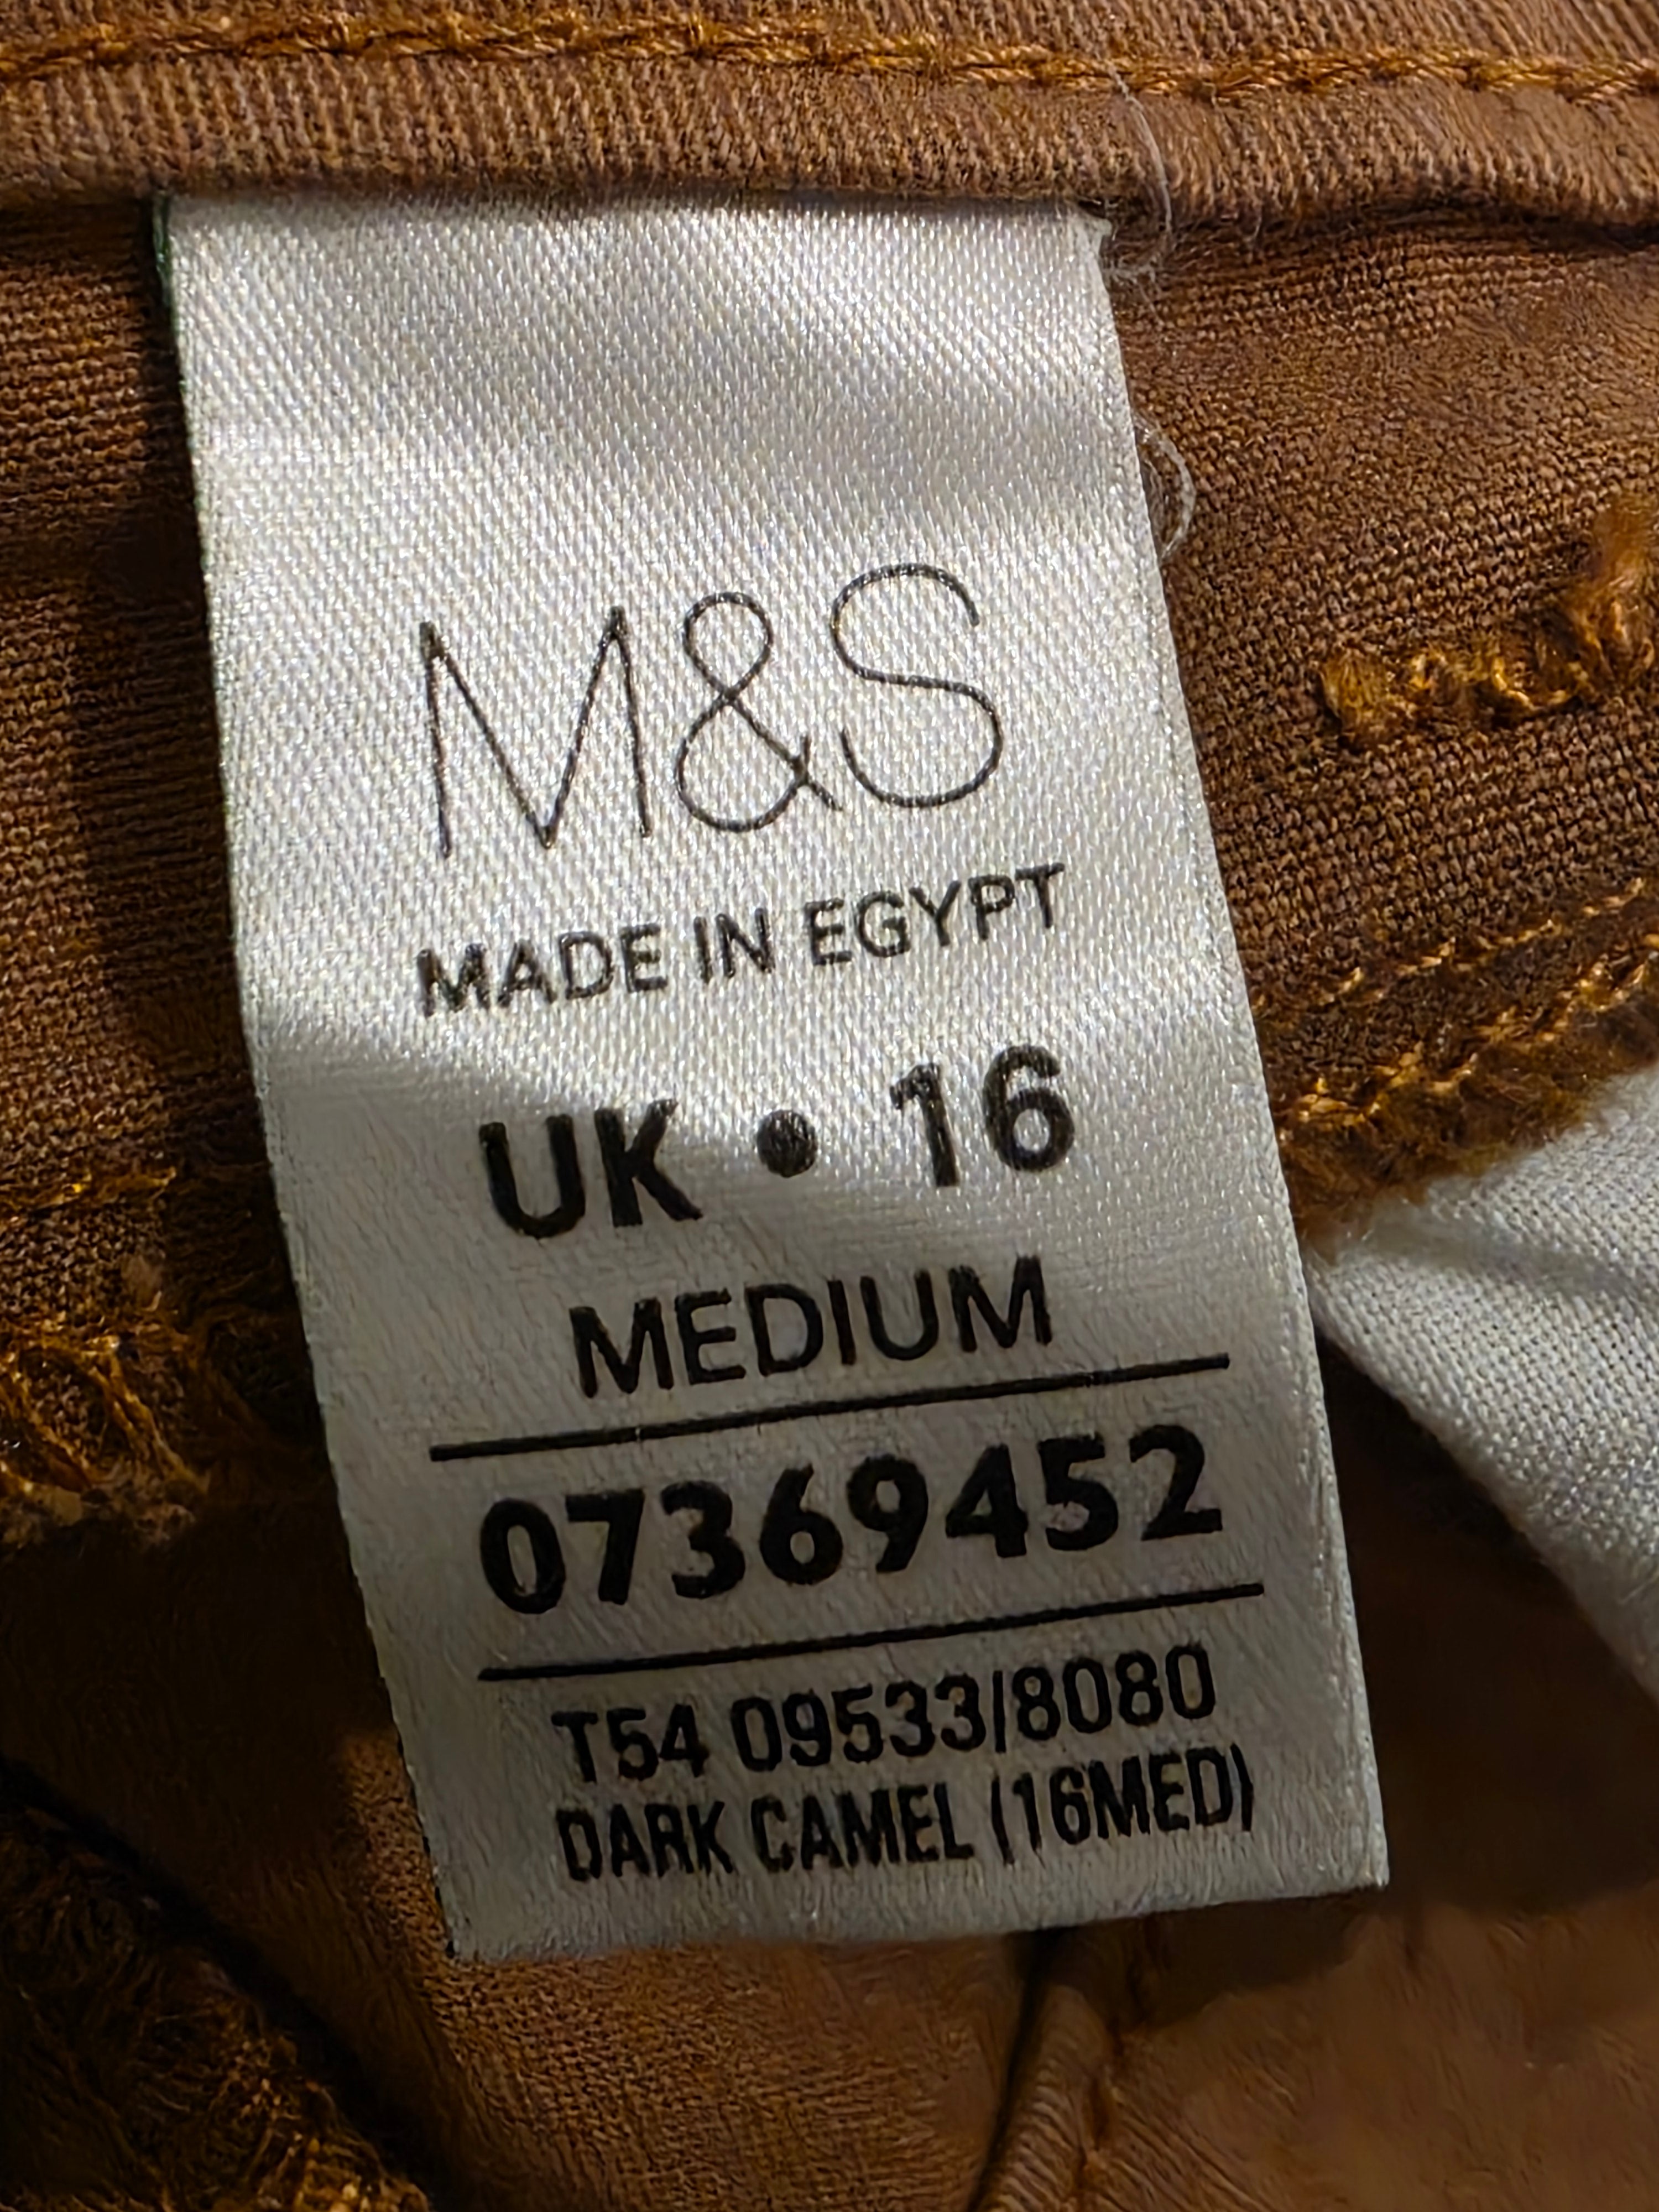 M&S
MADE IN EGYPT
UK • 16
MEDIUM
07369452
T54 09533/8080
DARK CAMEL (16MED)